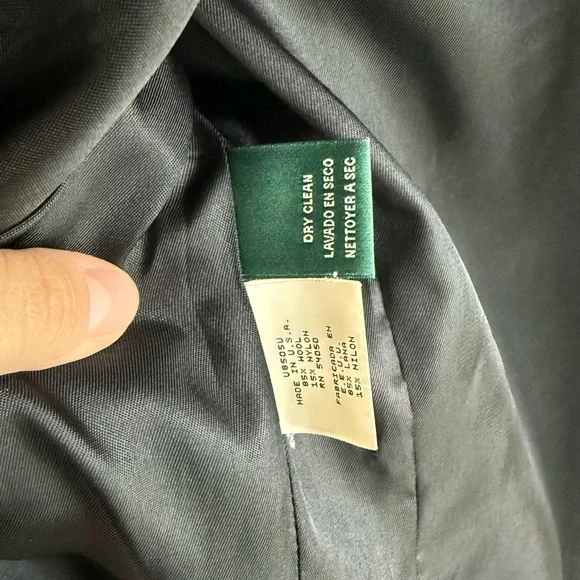 DRY CLEAN
LAVADO EN SECO
NETTOYER A SEC
U8505U
MADE IN U.S.A.
85% WOOL
15% NYLON
RN 54050
FABRICADA EN
EE.U.U.
85% LANA
15% NILON